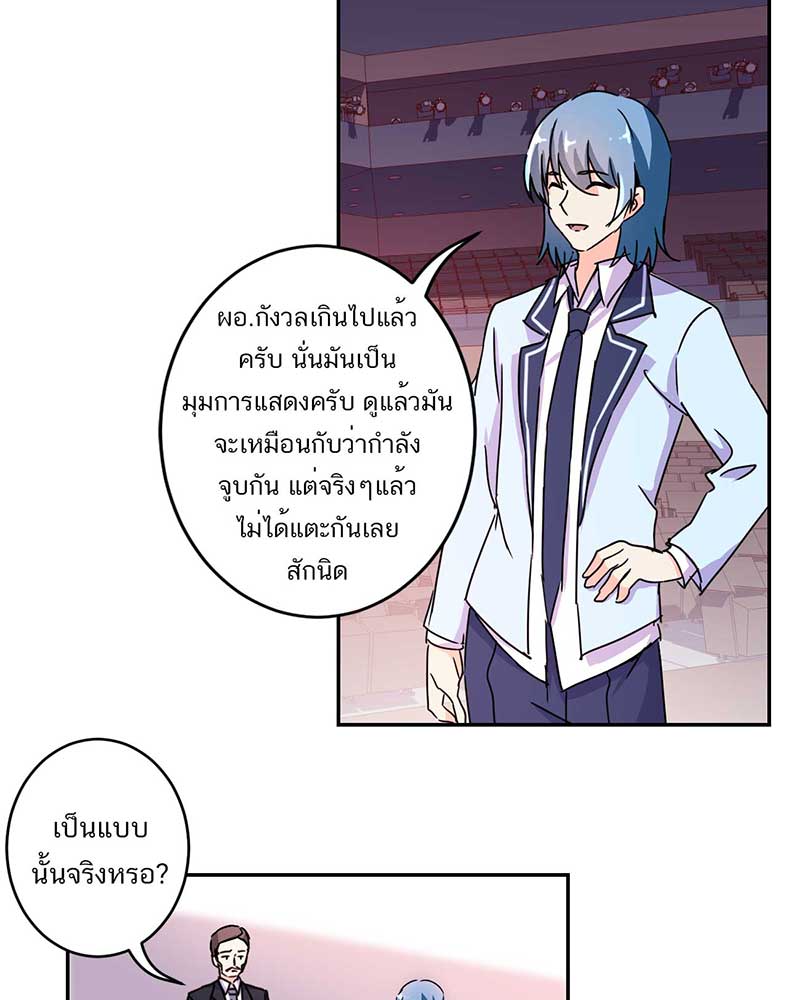 ผอ.กังวลเกินไปแล้ว
ครับ นั่นมันเป็น
มุมการแสดงครับ ดูแล้วมัน
จะเหมือนกับว่ากำลัง
จูบกัน แต่จริงๆแล้ว
ไม่ได้แตะกันเลย
สักนิด
เป็นแบบ
นั้นจริงหรอ?